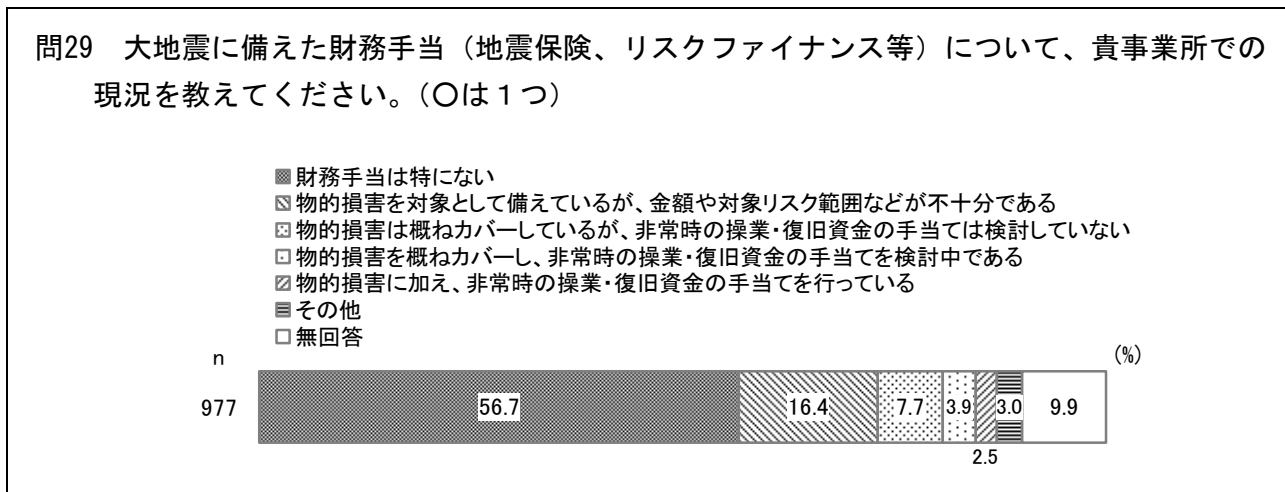 問29　大地震に備えた財務手当（地震保険、リスクファイナンス等）について、貴事業所での
現況を教えてください。（〇は１つ）
財務手当は特にない
物的損害を対象として備えているが、金額や対象リスク範囲などが不十分である
物的損害は概ねカバーしているが、非常時の操業・復旧資金の手当ては検討していない
物的損害を概ねカバーし、非常時の操業・復旧資金の手当てを検討中である
物的損害に加え、非常時の操業・復旧資金の手当てを行っている
その他
無回答
n
(%)
977
56.7
16.4
7.7
3.9
2.5
3.0
9.9